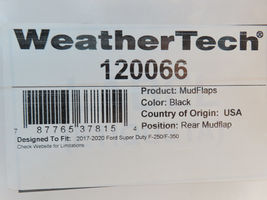 WeatherTech®
120066
Product: MudFlaps
Color: Black
Country of Origin: USA
Position: Rear Mudflap
7 87765 37815 4
Designed To Fit: 2017-2020 Ford Super Duty F-250/F-350
Check Website for Limitations